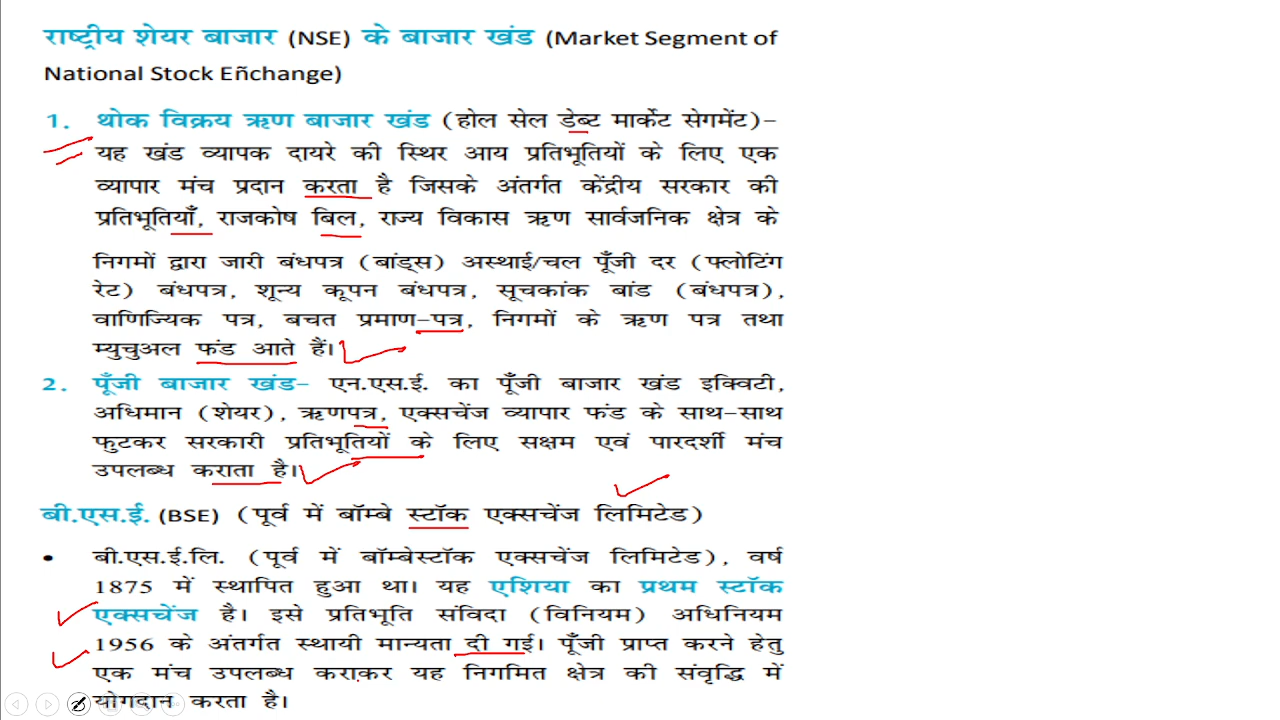 राष्ट्रीय शेयर बाजार (NSE) के बाजार खंड (Market Segment of
National Stock Eñchange)
1. थोक विक्रय ऋण बाजार खंड (होल सेल डेब्ट मार्केट सेगमेंट)–
यह खंड व्यापक दायरे की स्थिर आय प्रतिभूतियों के लिए एक
व्यापार मंच प्रदान करता है जिसके अंतर्गत केंद्रीय सरकार की
प्रतिभूतियाँ, राजकोष बिल, राज्य विकास ऋण सार्वजनिक क्षेत्र के
निगमों द्वारा जारी बंधपत्र (बांड्स) अस्थाई/चल पूँजी दर (फ्लोटिंग
रेट) बंधपत्र, शून्य कूपन बंधपत्र, सूचकांक बांड (बंधपत्र),
वाणिज्यिक पत्र, बचत प्रमाण–पत्र, निगमों के ऋण पत्र तथा
म्युचुअल फंड आते हैं।
2. पूँजी बाजार खंड– एन.एस.ई. का पूँजी बाजार खंड इक्विटी,
अधिमान (शेयर), ऋणपत्र, एक्सचेंज व्यापार फंड के साथ–साथ
फुटकर सरकारी प्रतिभूतियों के लिए सक्षम एवं पारदर्शी मंच
उपलब्ध कराता है।
बी.एस.ई. (BSE) (पूर्व में बॉम्बे स्टॉक एक्सचेंज लिमिटेड)
• बी.एस.ई.लि. (पूर्व में बॉम्बेस्टॉक एक्सचेंज लिमिटेड), वर्ष
1875 में स्थापित हुआ था। यह एशिया का प्रथम स्टॉक
एक्सचेंज है। इसे प्रतिभूति संविदा (विनियम) अधिनियम
1956 के अंतर्गत स्थायी मान्यता दी गई। पूँजी प्राप्त करने हेतु
एक मंच उपलब्ध कराकर यह निगमित क्षेत्र की संवृद्धि में
योगदान करता है।